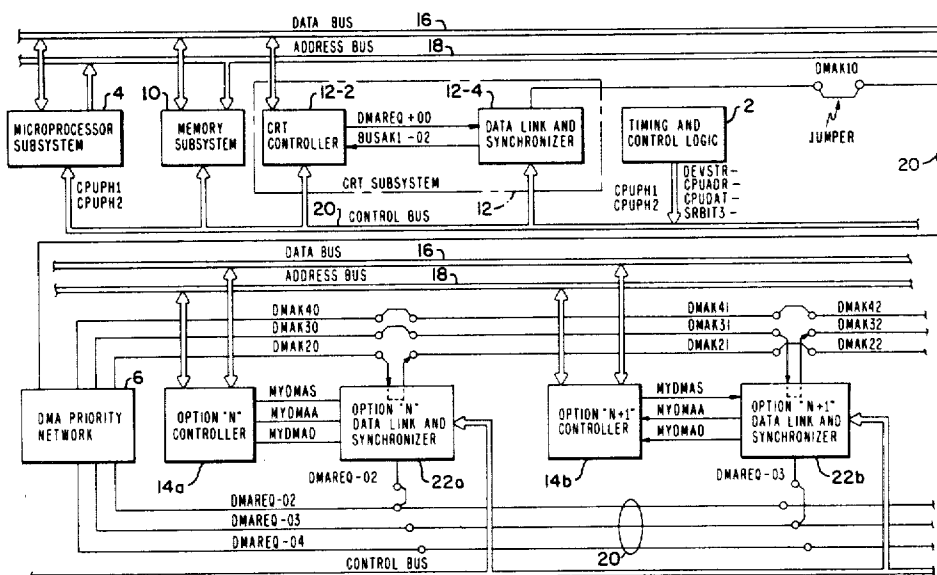 DATA BUS 16
ADDRESS BUS 18
DMAK10
4
10
12-2
12-4
2
MICROPROCESSOR SUBSYSTEM
MEMORY SUBSYSTEM
CRT CONTROLLER
DMAREQ +00
BUSAK1 -02
DATA LINK AND SYNCHRONIZER
TIMING AND CONTROL LOGIC
JUMPER
20
CPUPH1
CPUPH2
CRT SUBSYSTEM
12
CPUPH1
CPUPH2
DEVSTR-
CPUADR-
CPUDAT-
SRBIT3-
20
CONTROL BUS
DATA BUS 16
ADDRESS BUS 18
DMAK40
DMAK41
DMAK42
DMAK30
DMAK31
DMAK32
DMAK20
DMAK21
DMAK22
6
DMA PRIORITY NETWORK
OPTION "N" CONTROLLER
14a
MYDMAS
MYDMAA
MYDMAD
OPTION "N" DATA LINK AND SYNCHRONIZER
22a
OPTION "N+1" CONTROLLER
14b
MYDMAS
MYDMAA
MYDMAD
OPTION "N+1" DATA LINK AND SYNCHRONIZER
22b
DMAREQ-02
DMAREQ-03
DMAREQ-02
DMAREQ-03
DMAREQ-04
20
CONTROL BUS